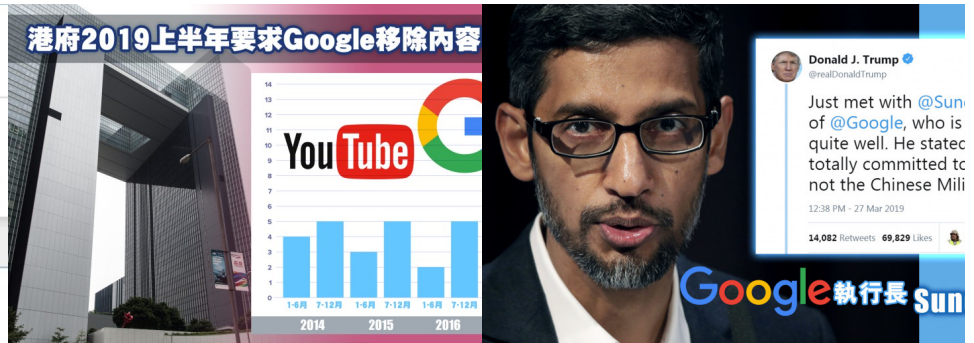 港府2019上半年要求Google移除內容
14
13
12
11
10
9
8
7
6
5
4
3
2
1
0
YouTube
1-6月 7-12月 1-6月 7-12月 1-6月 7-12月
2014 2015 2016
Donald J. Trump
@realDonaldTrump
Just met with @Sun
of @Google, who is
quite well. He stated
totally committed to
not the Chinese Mili
12:38 PM - 27 Mar 2019
14,082 Retweets 69,829 Likes
Google執行長 Sun